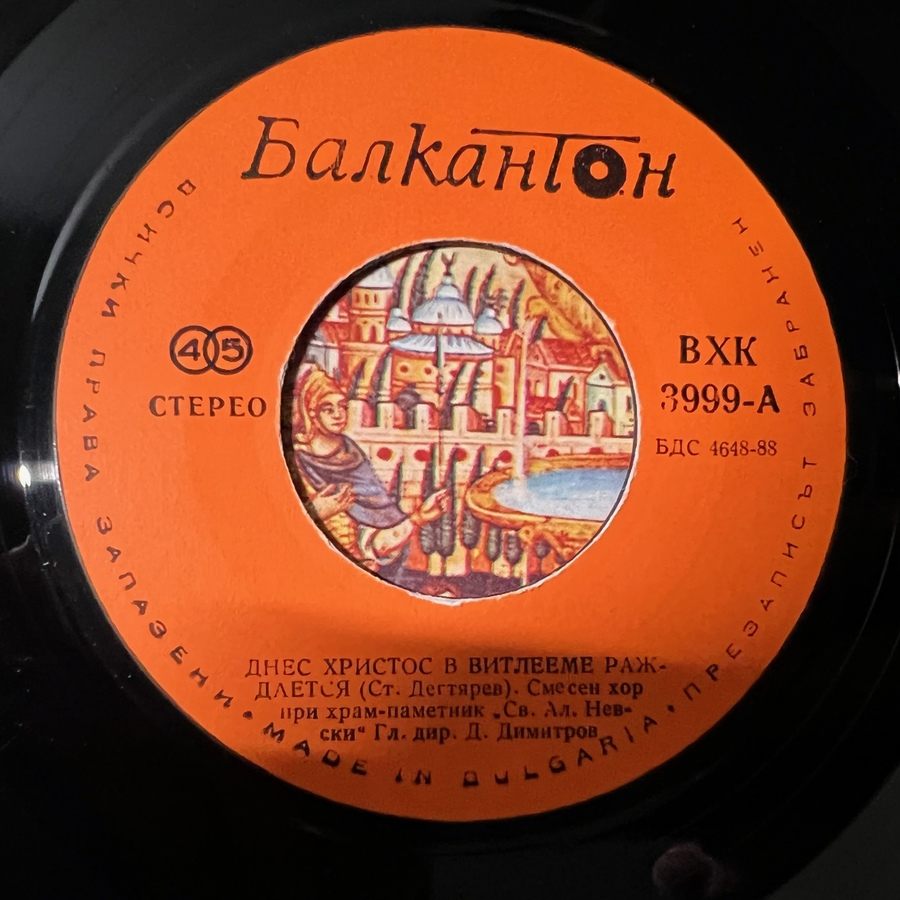 Балкантон
45
СТЕРЕО
ВХК
3999-А
БДС 4648-88
ДНЕС ХРИСТОС В ВИТЛЕЕМЕ РАЖ-
ДАЕТСЯ (Ст. Дегтярев). Смесен хор
при храм-паметник „Св. Ал. Нев-
ски“ Гл. дир. Д. Димитров
ВСИЧКИ ПРАВА ЗАПАЗЕНИ • MADE IN BULGARIA • ПРЕЗАПИСЪТ ЗАБРАНЕН